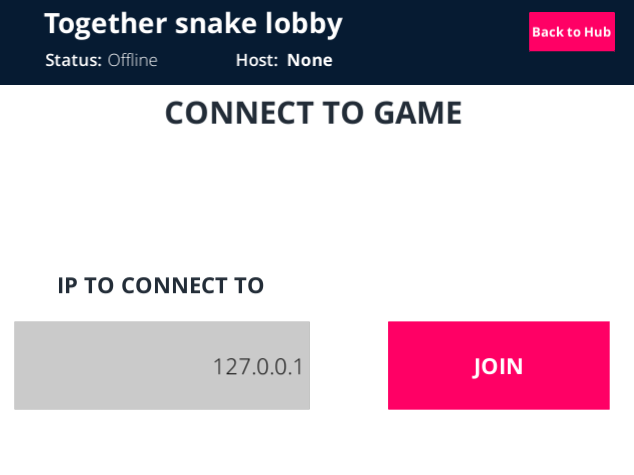 Together snake lobby
Back to Hub
Status: Offline Host: None
CONNECT TO GAME
IP TO CONNECT TO
127.0.0.1
JOIN